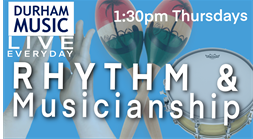 DURHAM
MUSIC
LIVE
EVERYDAY
1:30pm Thursdays
RHYTHM &
Musicianship